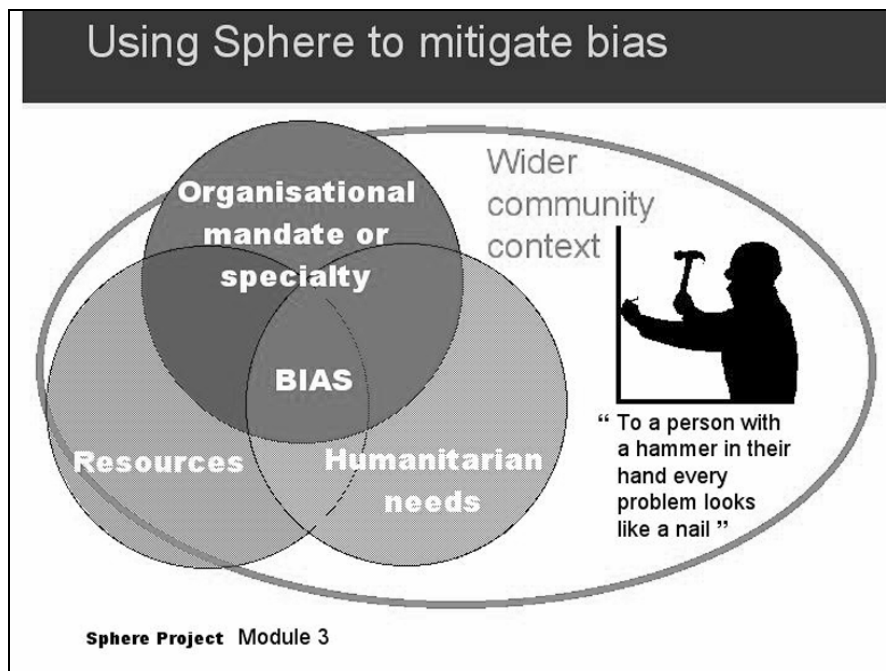 Using Sphere to mitigate bias
Wider
community
context
Organisational
mandate or
specialty
BIAS
Resources
Humanitarian
needs
“ To a person with
a hammer in their
hand every
problem looks
like a nail ”
Sphere Project Module 3